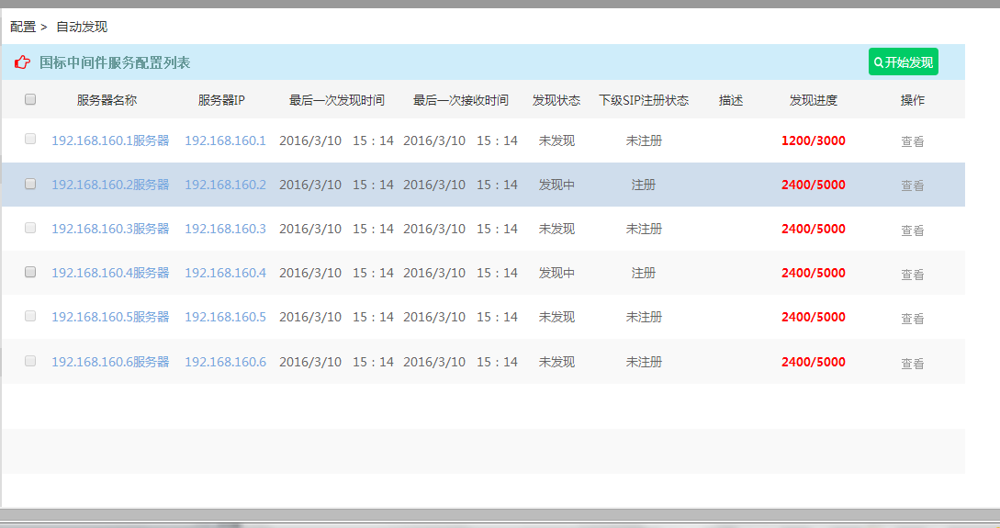 配置 > 自动发现
国标中间件服务配置列表 开始发现
服务器名称 服务器IP 最后一次发现时间 最后一次接收时间 发现状态 下级SIP注册状态 描述 发现进度 操作
192.168.160.1服务器 192.168.160.1 2016/3/10 15：14 2016/3/10 15：14 未发现 未注册 1200/3000 查看
192.168.160.2服务器 192.168.160.2 2016/3/10 15：14 2016/3/10 15：14 发现中 注册 2400/5000 查看
192.168.160.3服务器 192.168.160.3 2016/3/10 15：14 2016/3/10 15：14 未发现 未注册 2400/5000 查看
192.168.160.4服务器 192.168.160.4 2016/3/10 15：14 2016/3/10 15：14 发现中 注册 2400/5000 查看
192.168.160.5服务器 192.168.160.5 2016/3/10 15：14 2016/3/10 15：14 未发现 未注册 2400/5000 查看
192.168.160.6服务器 192.168.160.6 2016/3/10 15：14 2016/3/10 15：14 未发现 未注册 2400/5000 查看